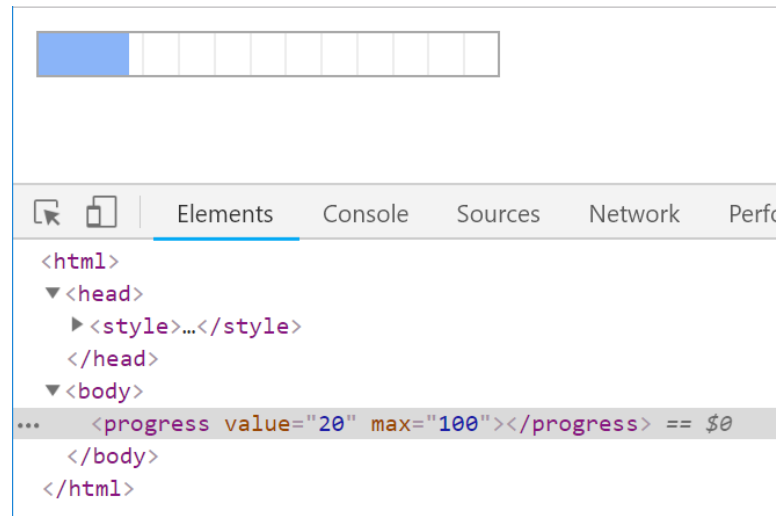 Elements Console Sources Network Perfo
<html>
▼<head>
▶<style>…</style>
</head>
▼<body>
... <progress value="20" max="100"></progress> == $0
</body>
</html>